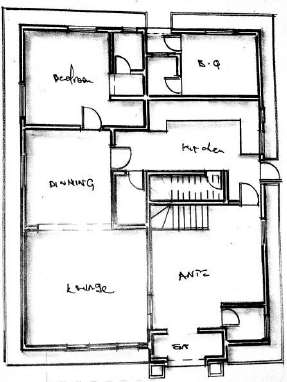 Bedroom
B.Q
Kitchen
DINNING
ANTE
LOUNGE